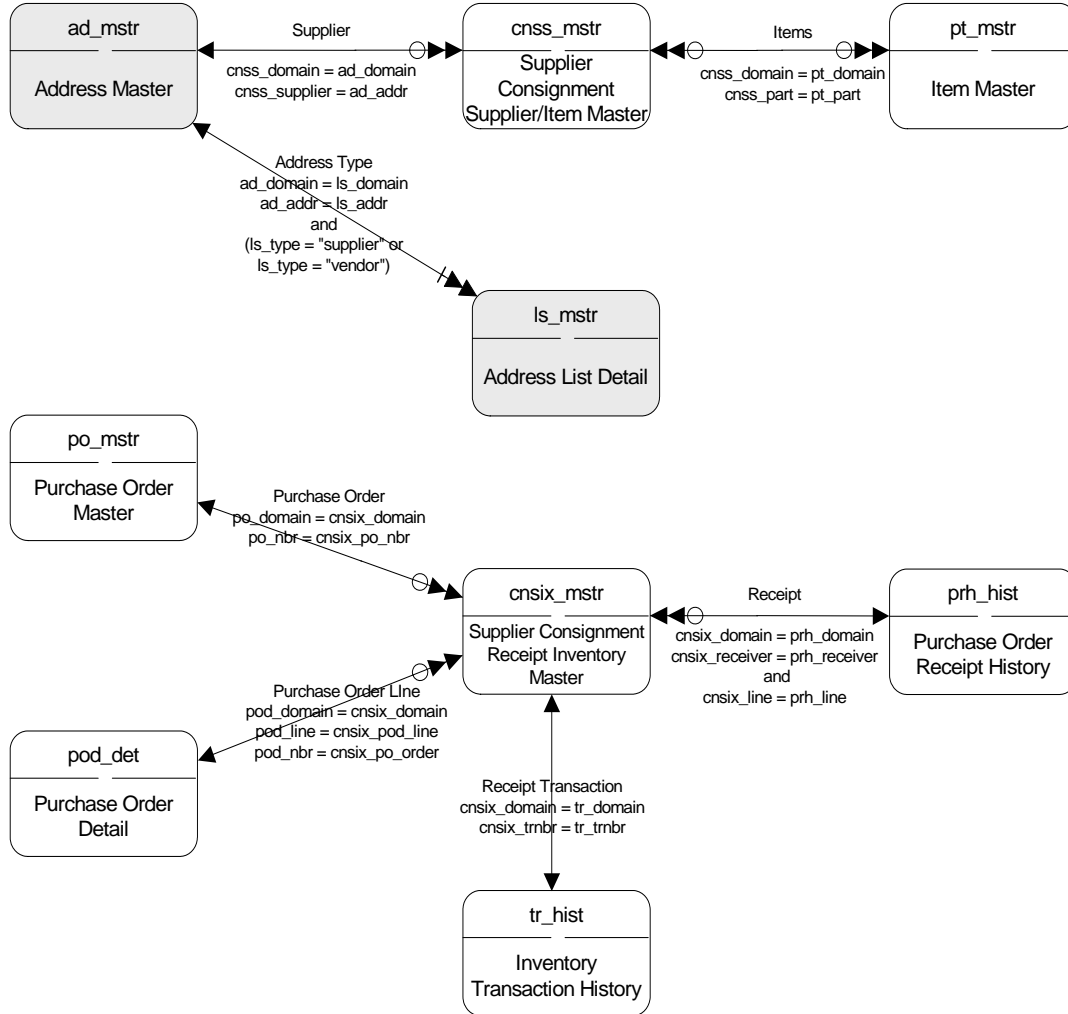 ad_mstr
Address Master
Supplier
cnss_domain = ad_domain
cnss_supplier = ad_addr
cnss_mstr
Supplier
Consignment
Supplier/Item Master
Items
cnss_domain = pt_domain
cnss_part = pt_part
pt_mstr
Item Master
Address Type
ad_domain = ls_domain
ad_addr = ls_addr
and
(ls_type = "supplier" or
ls_type = "vendor")
ls_mstr
Address List Detail
po_mstr
Purchase Order
Master
Purchase Order
po_domain = cnsix_domain
po_nbr = cnsix_po_nbr
cnsix_mstr
Supplier Consignment
Receipt Inventory
Master
Receipt
cnsix_domain = prh_domain
cnsix_receiver = prh_receiver
and
cnsix_line = prh_line
prh_hist
Purchase Order
Receipt History
Purchase Order LIne
pod_domain = cnsix_domain
pod_line = cnsix_pod_line
pod_nbr = cnsix_po_order
pod_det
Purchase Order
Detail
Receipt Transaction
cnsix_domain = tr_domain
cnsix_trnbr = tr_trnbr
tr_hist
Inventory
Transaction History